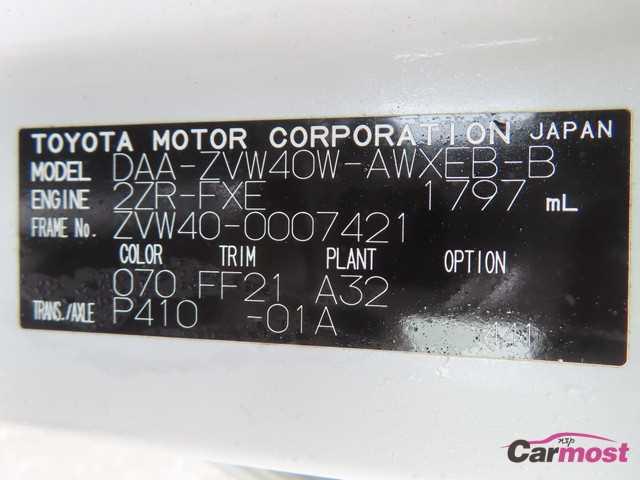 TOYOTA MOTOR CORPORATION JAPAN
MODEL DAA-ZVW40W-AWXEB-B
ENGINE 2ZR-FXE 1797 mL
FRAME No. ZVW40-0007421
COLOR TRIM PLANT OPTION
070 FF21 A32
TRANS./AXLE P410 -01A
Carmost